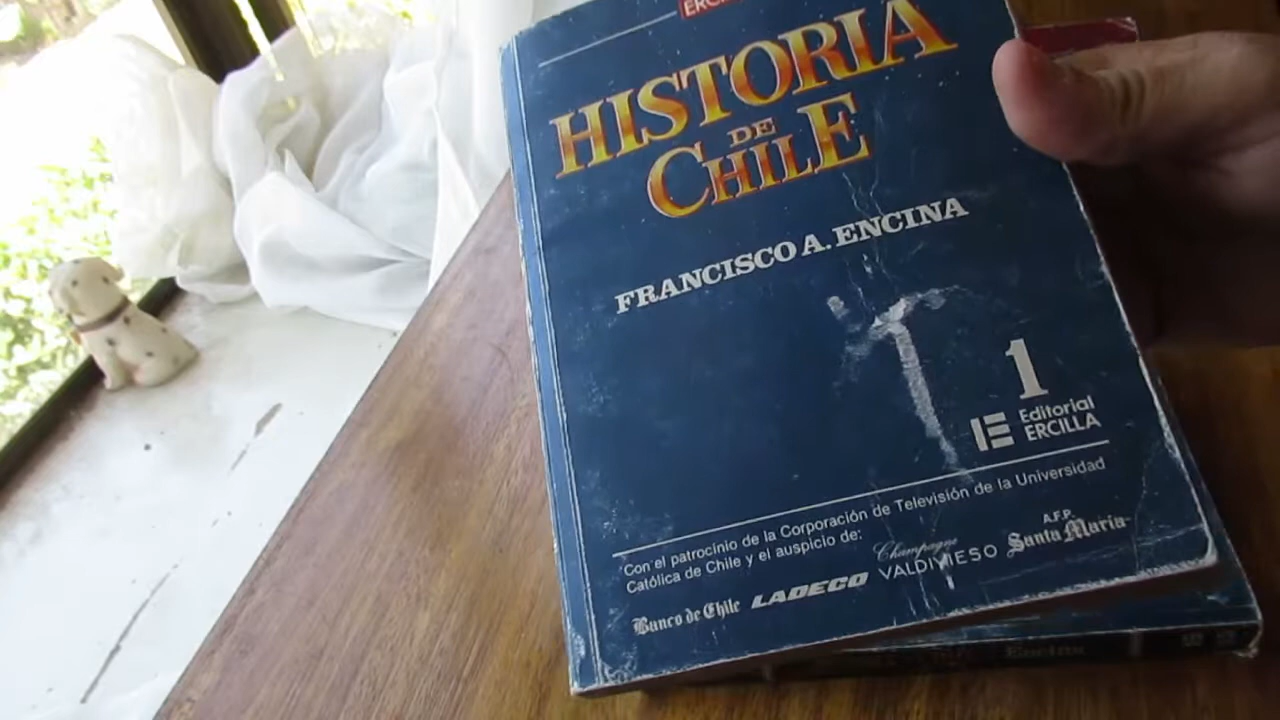 HISTORIA
DE
CHILE
FRANCISCO A. ENCINA
1
Editorial
ERCILLA
Con el patrocinio de la Corporación de Televisión de la Universidad
Católica de Chile y el auspicio de:
Banco de Chile
LADECO
Champagne
VALDIVIESO
A.F.P.
Santa María
Encina